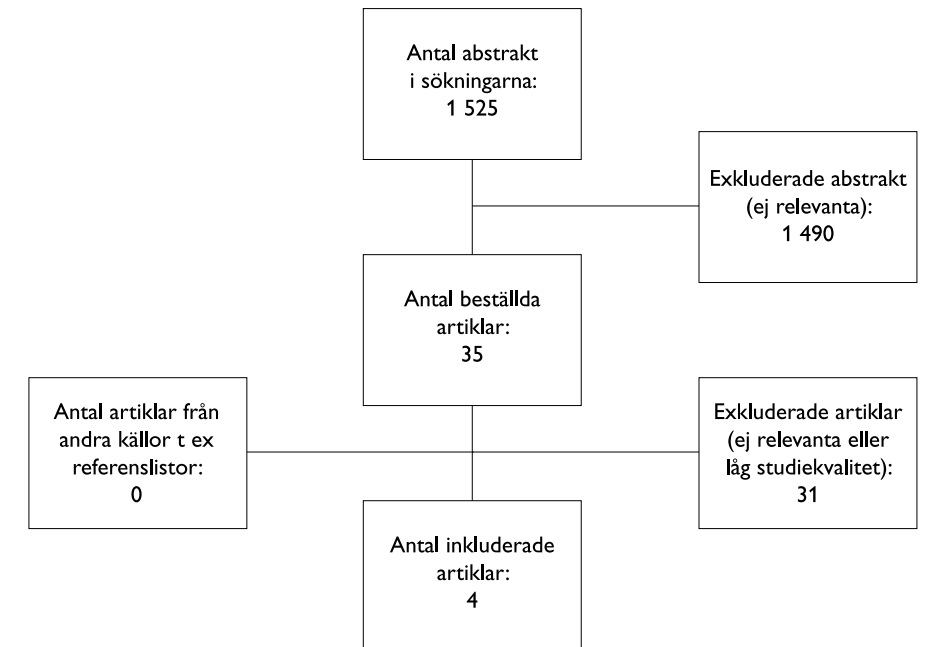 Antal abstrakt
i sökningarna:
1 525
Exkluderade abstrakt
(ej relevanta):
1 490
Antal beställda
artiklar:
35
Antal artiklar från
andra källor t ex
referenslistor:
0
Exkluderade artiklar
(ej relevanta eller
låg studiekvalitet):
31
Antal inkluderade
artiklar:
4